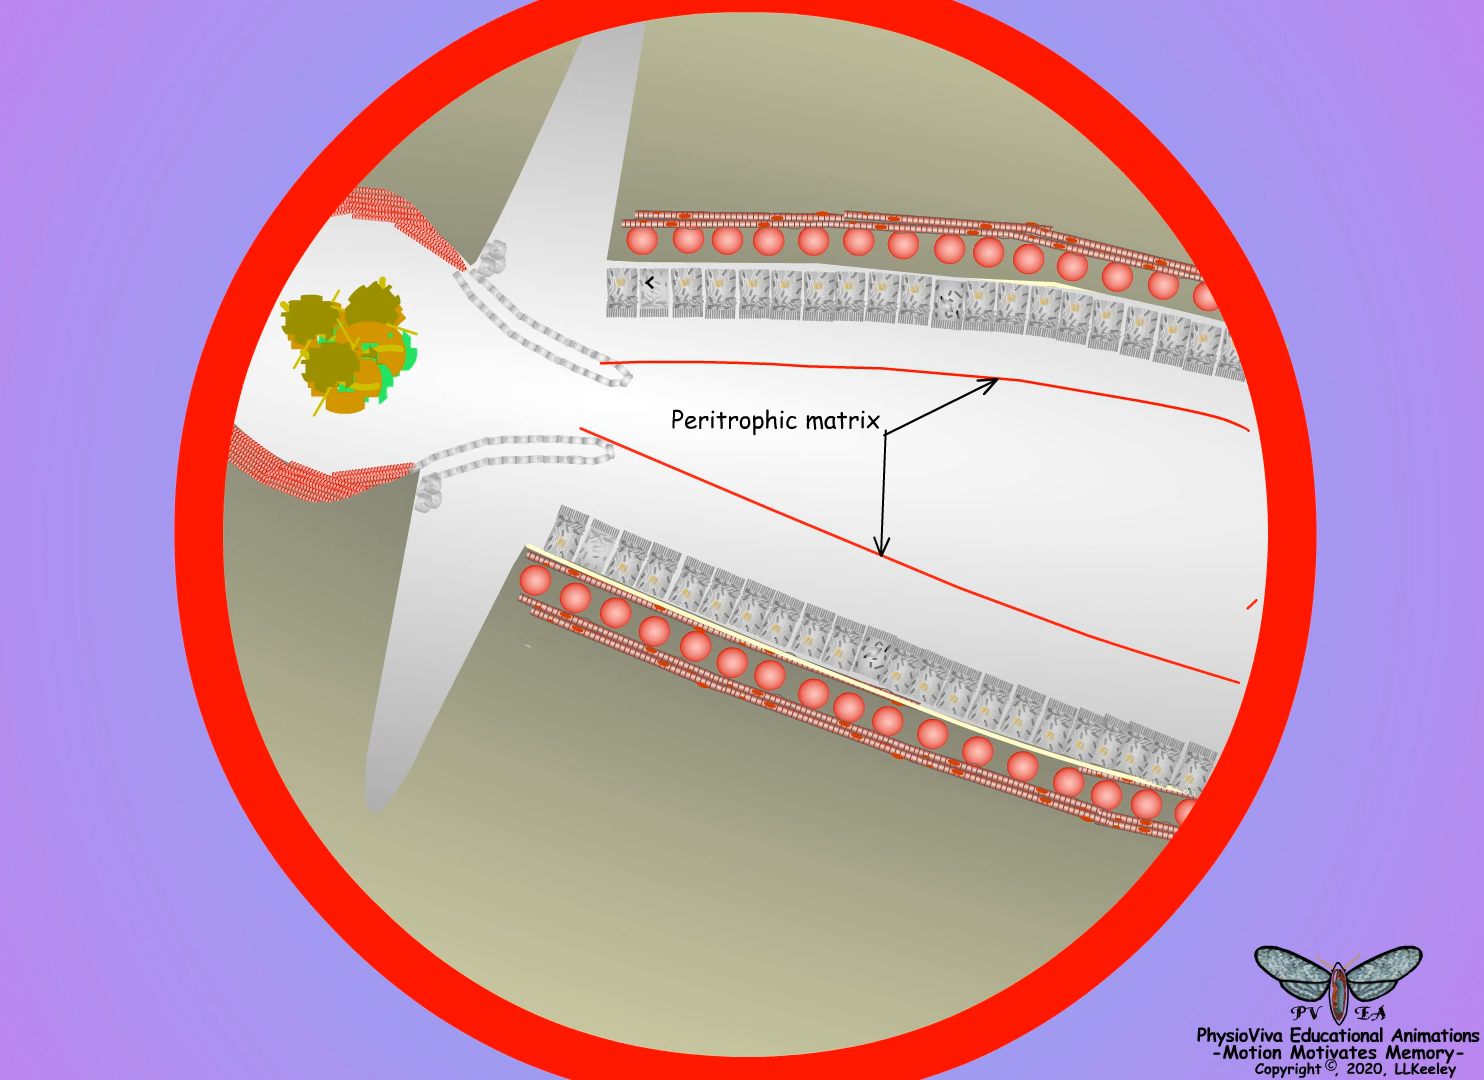 Peritrophic matrix
PV EA
PhysioViva Educational Animations
-Motion Motivates Memory-
Copyright ©, 2020, LLKeeley